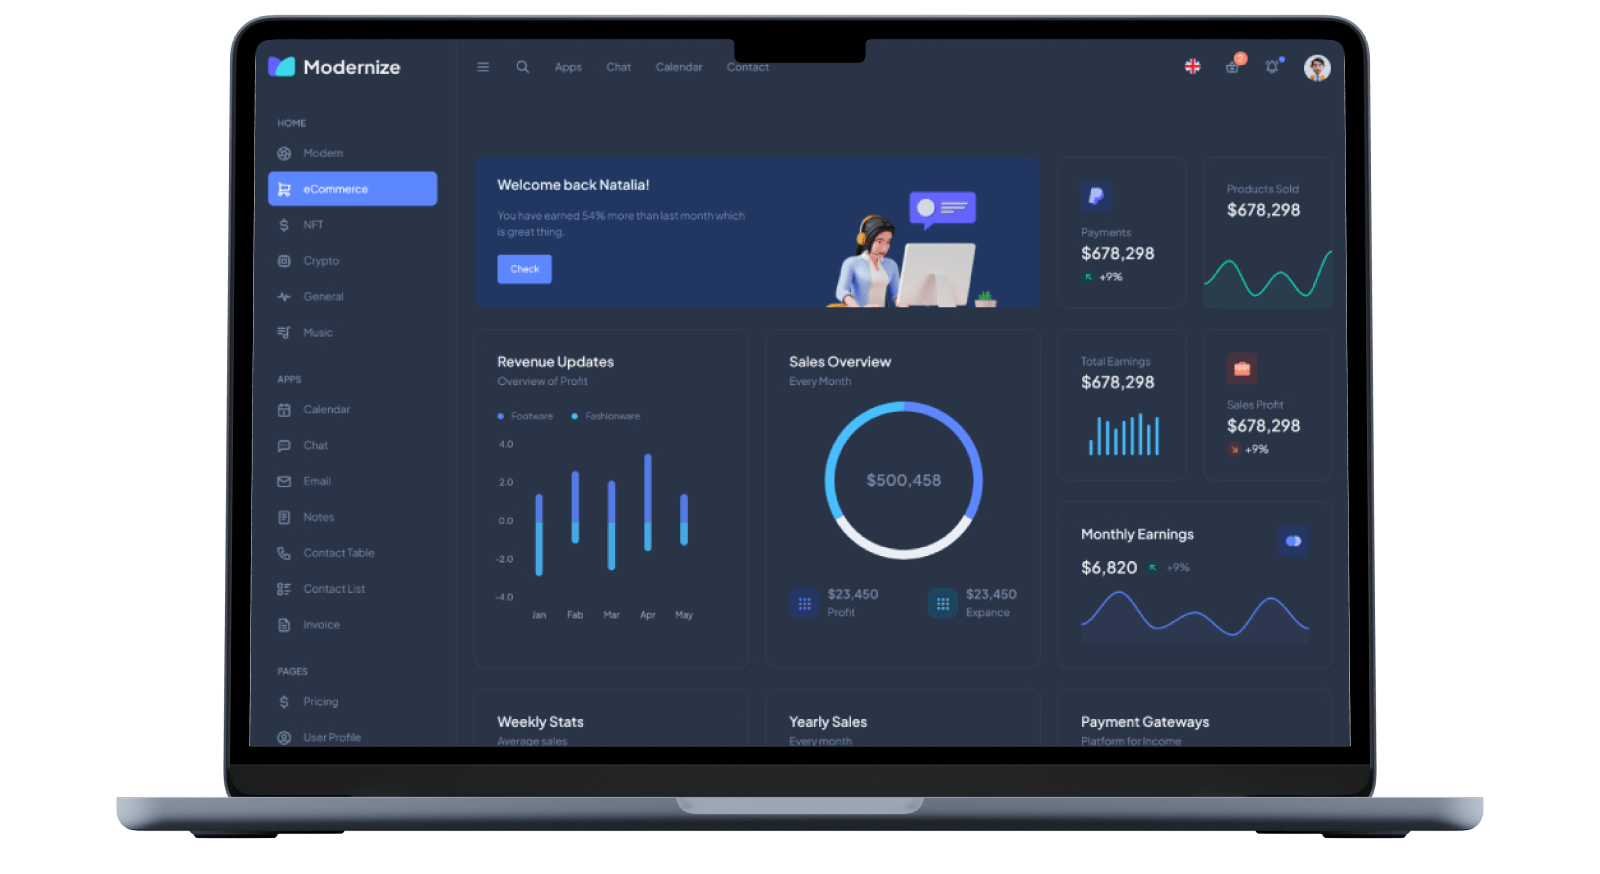 Modernize
Apps
Chat
Calendar
Contact
2
HOME
Modern
eCommerce
NFT
Crypto
General
Music
APPS
Calendar
Chat
Email
Notes
Contact Table
Contact List
Invoice
PAGES
Pricing
User Profile
Welcome back Natalia!
You have earned 54% more than last month which
is great thing.
Check
Payments
$678,298
+9%
Products Sold
$678,298
Revenue Updates
Overview of Profit
Footware
Fashionware
4.0
2.0
0.0
-2.0
-4.0
Jan
Fab
Mar
Apr
May
Sales Overview
Every Month
$500,458
$23,450
Profit
$23,450
Expance
Total Earnings
$678,298
Sales Profit
$678,298
+9%
Monthly Earnings
$6,820
+9%
Weekly Stats
Average sales
Yearly Sales
Every month
Payment Gateways
Platform for Income